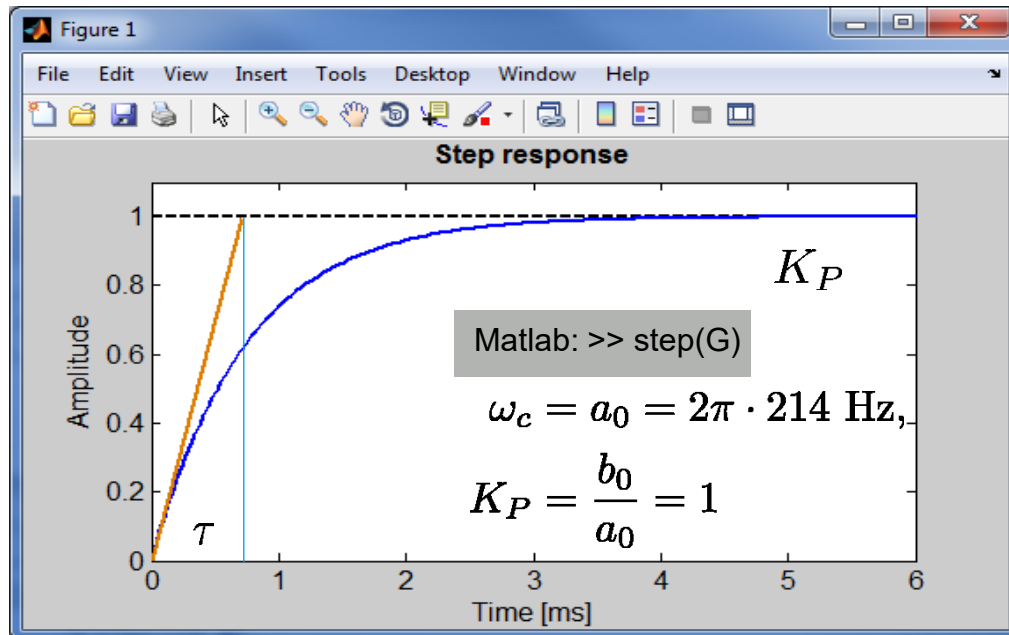 Figure 1
File Edit View Insert Tools Desktop Window Help
Step response
1
0.8
0.6
0.4
0.2
0
Amplitude
K_P
Matlab: >> step(G)
ω_c = a_0 = 2π · 214 Hz,
K_P = b_0/a_0 = 1
τ
0 1 2 3 4 5 6
Time [ms]